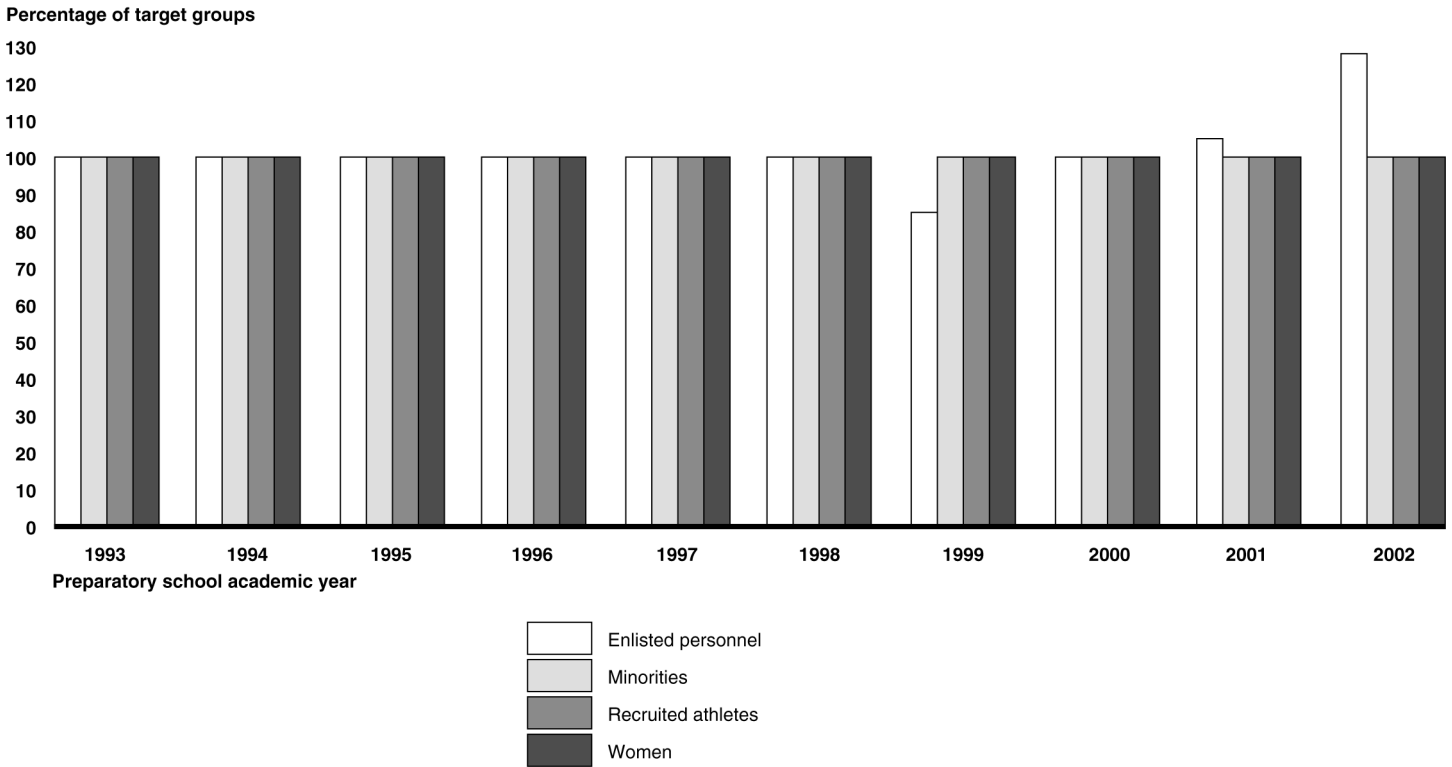 Percentage of target groups
130
120
110
100
90
80
70
60
50
40
30
20
10
0
1993 1994 1995 1996 1997 1998 1999 2000 2001 2002
Preparatory school academic year
Enlisted personnel
Minorities
Recruited athletes
Women